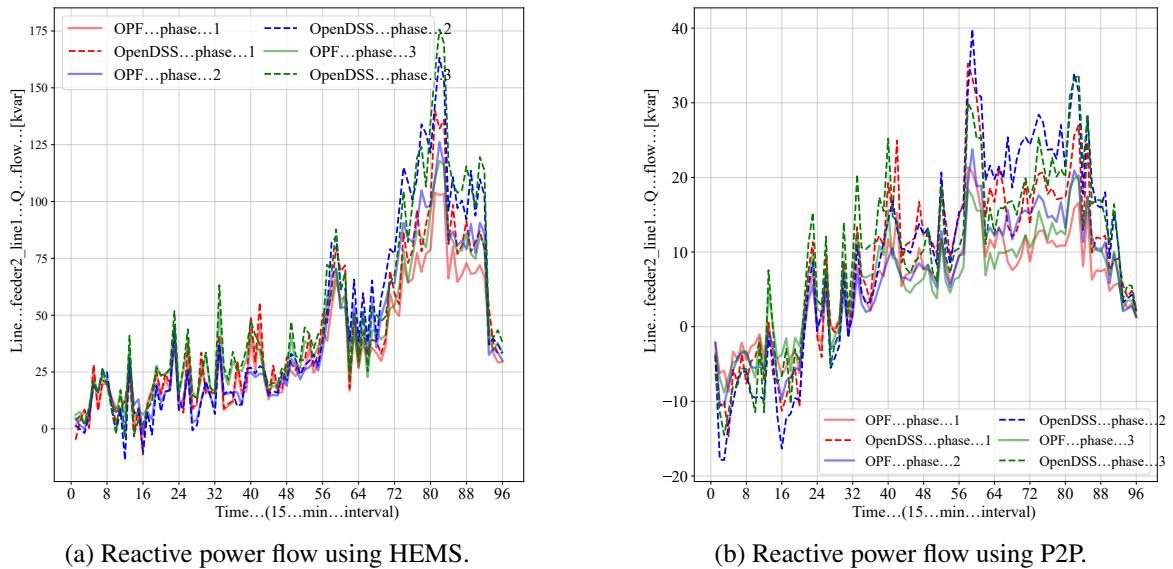 OPF…phase…1
OpenDSS…phase…1
OPF…phase…2
OpenDSS…phase…2
OPF…phase…3
OpenDSS…phase…3
Line…feeder2_line1…Q…flow…[kvar]
175
150
125
100
75
50
25
0
0 8 16 24 32 40 48 56 64 72 80 88 96
Time…(15…min…interval)
(a) Reactive power flow using HEMS.
Line…feeder2_line1…Q…flow…[kvar]
40
30
20
10
0
−10
−20
OPF…phase…1
OpenDSS…phase…1
OPF…phase…2
OpenDSS…phase…2
OPF…phase…3
OpenDSS…phase…3
0 8 16 24 32 40 48 56 64 72 80 88 96
Time…(15…min…interval)
(b) Reactive power flow using P2P.